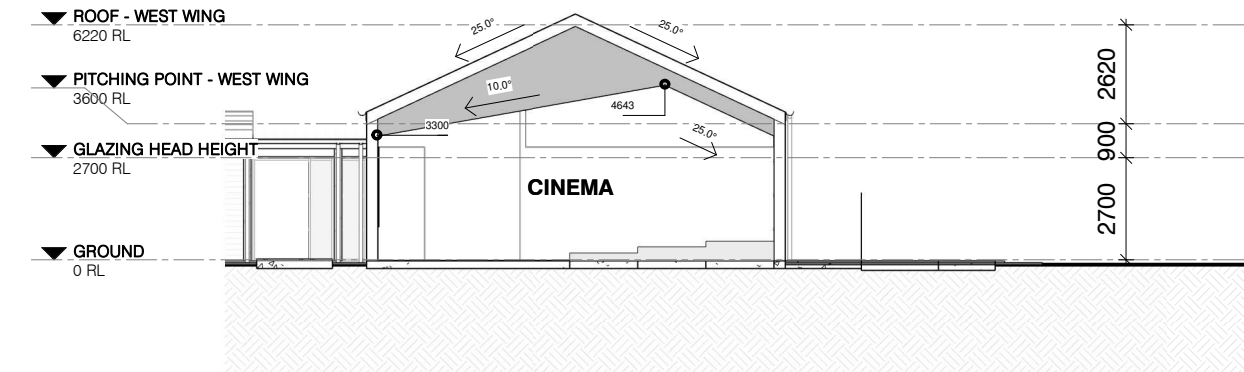 ROOF - WEST WING
6220 RL
25.0°
25.0°
2620
PITCHING POINT - WEST WING
3600 RL
10.0°
4643
3300
25.0°
900
GLAZING HEAD HEIGHT
2700 RL
CINEMA
2700
GROUND
0 RL